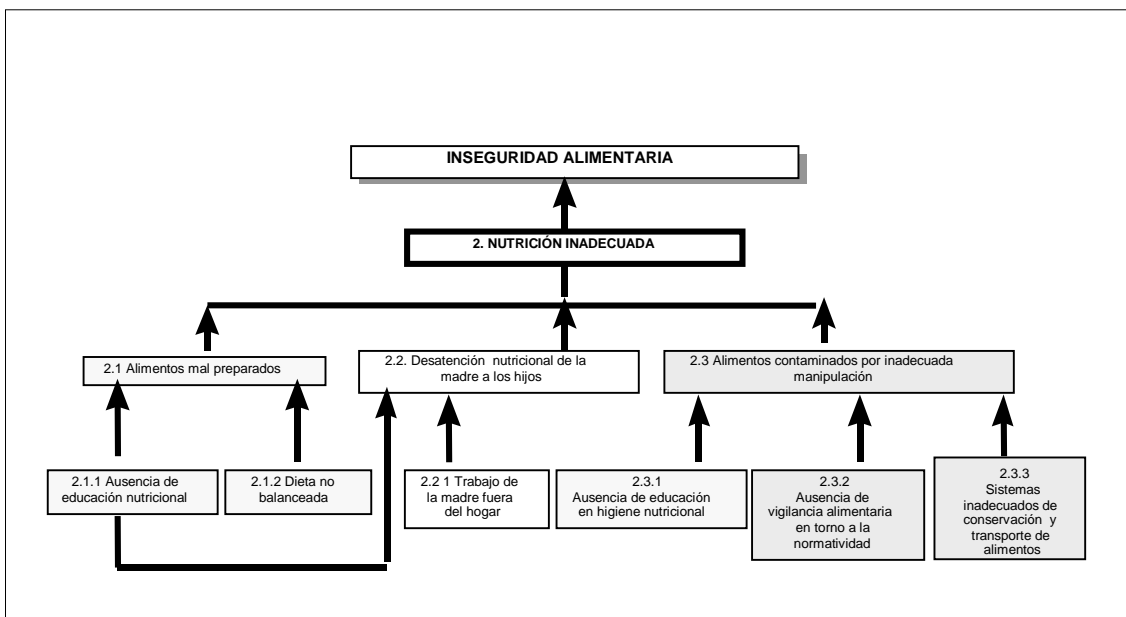 INSEGURIDAD ALIMENTARIA
2. NUTRICIÓN INADECUADA
2.1 Alimentos mal preparados
2.2. Desatención nutricional de la
madre a los hijos
2.3 Alimentos contaminados por inadecuada
manipulación
2.1.1 Ausencia de
educación nutricional
2.1.2 Dieta no
balanceada
2.2 1 Trabajo de
la madre fuera
del hogar
2.3.1
Ausencia de educación
en higiene nutricional
2.3.2
Ausencia de
vigilancia alimentaria
en torno a la
normatividad
2.3.3
Sistemas
inadecuados de
conservación y
transporte de
alimentos